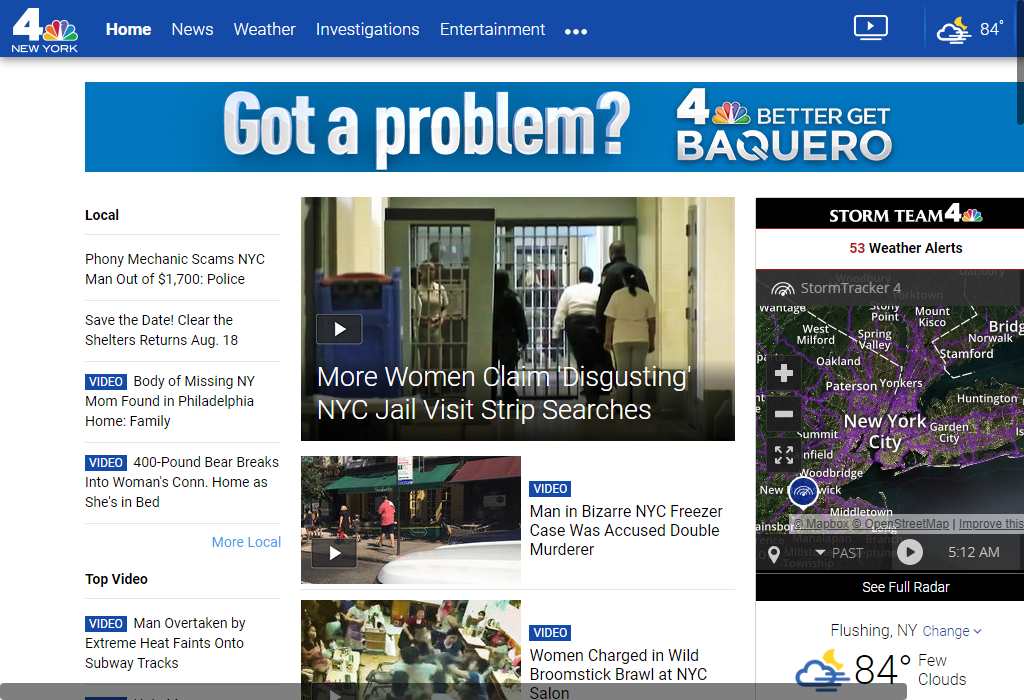 4
NEW YORK
Home News Weather Investigations Entertainment
84°
Got a problem?
4 BETTER GET
BAQUERO
Local
Phony Mechanic Scams NYC
Man Out of $1,700: Police
Save the Date! Clear the
Shelters Returns Aug. 18
VIDEO Body of Missing NY
Mom Found in Philadelphia
Home: Family
VIDEO 400-Pound Bear Breaks
Into Woman's Conn. Home as
She's in Bed
More Local
Top Video
VIDEO Man Overtaken by
Extreme Heat Faints Onto
Subway Tracks
More Women Claim 'Disgusting'
NYC Jail Visit Strip Searches
VIDEO
Man in Bizarre NYC Freezer
Case Was Accused Double
Murderer
VIDEO
Women Charged in Wild
Broomstick Brawl at NYC
Salon
STORM TEAM 4
53 Weather Alerts
Woodbury
Danbury
StormTracker 4
Yorktown
Wantage
Stony
Point
Mount
Kisco
West
Milford
Spring
Valley
Bridg
Norwalk
Stamford
Oakland
Paterson
Yonkers
Huntington
New York
City
Garden
City
Is
Summit
nfield
Woodbridge
New
wick
Middletown
ainsbo
© Mapbox © OpenStreetMap | Improve this
Manalapan
Branch
Township
Neptune
PAST
5:12 AM
See Full Radar
Flushing, NY Change
84° Few
Clouds